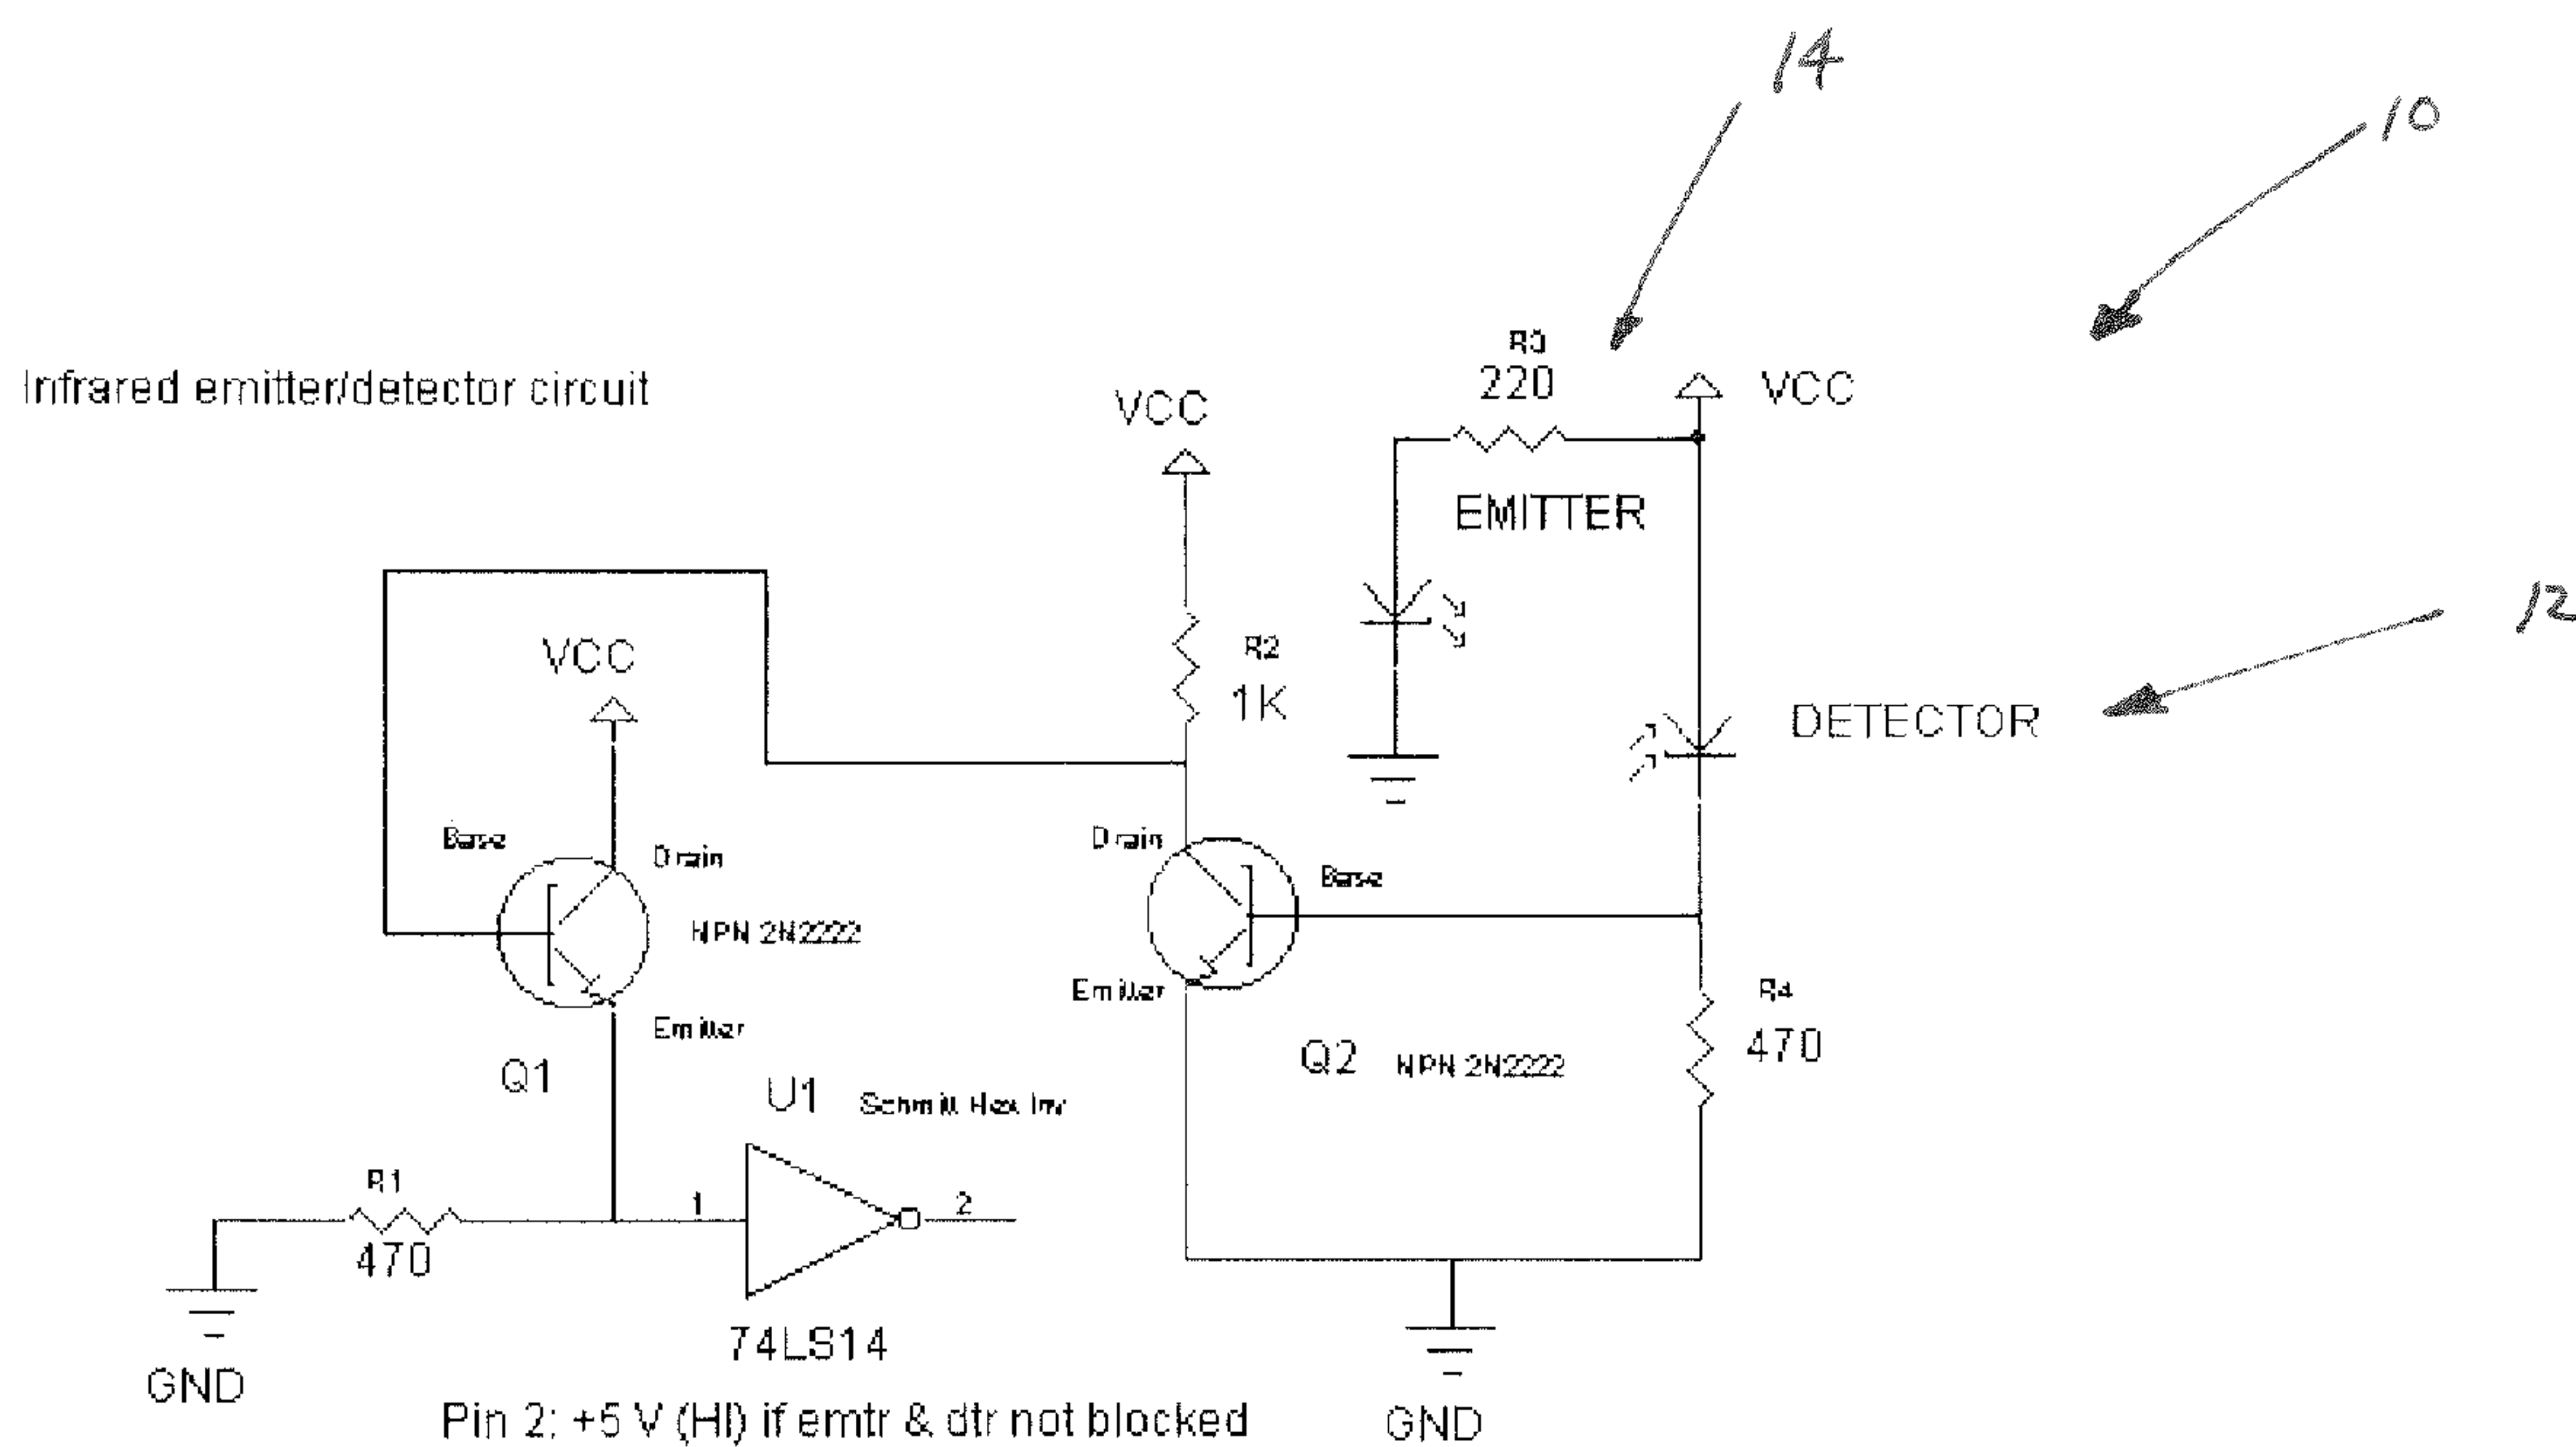 14
10
Infrared emitter/detector circuit
R3
220
VCC
VCC
EMITTER
12
VCC
R2
1K
DETECTOR
Base
Drain
NPN 2N2222
Emitter
Q1
Drain
Base
Emitter
Q2 NPN 2N2222
R4
470
U1 Schmitt Hex Inv
R1
470
1
2
74LS14
GND
GND
Pin 2: +5 V (HI) if emtr & dtr not blocked